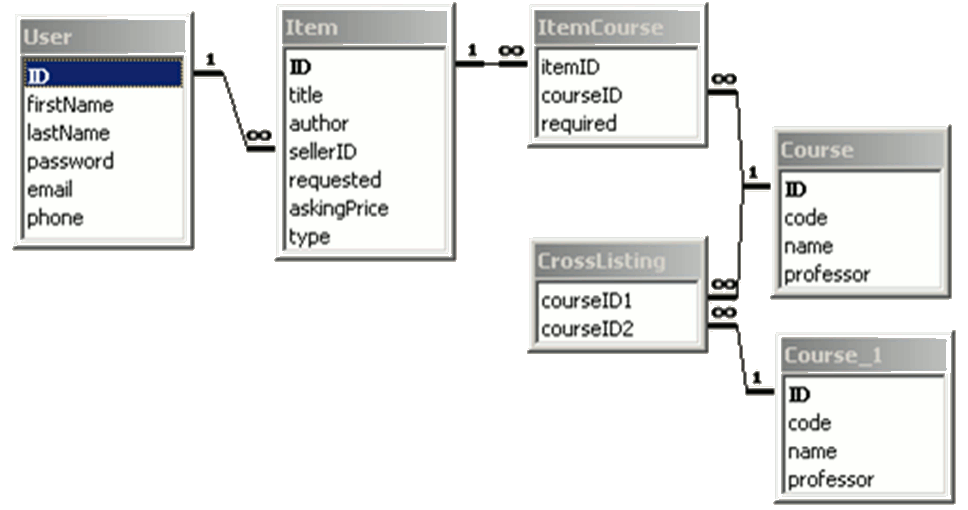 User
ID
firstName
lastName
password
email
phone
Item
ID
title
author
sellerID
requested
askingPrice
type
ItemCourse
itemID
courseID
required
Course
ID
code
name
professor
CrossListing
courseID1
courseID2
Course_1
ID
code
name
professor
1
∞
1
∞
∞
1
∞
∞
1